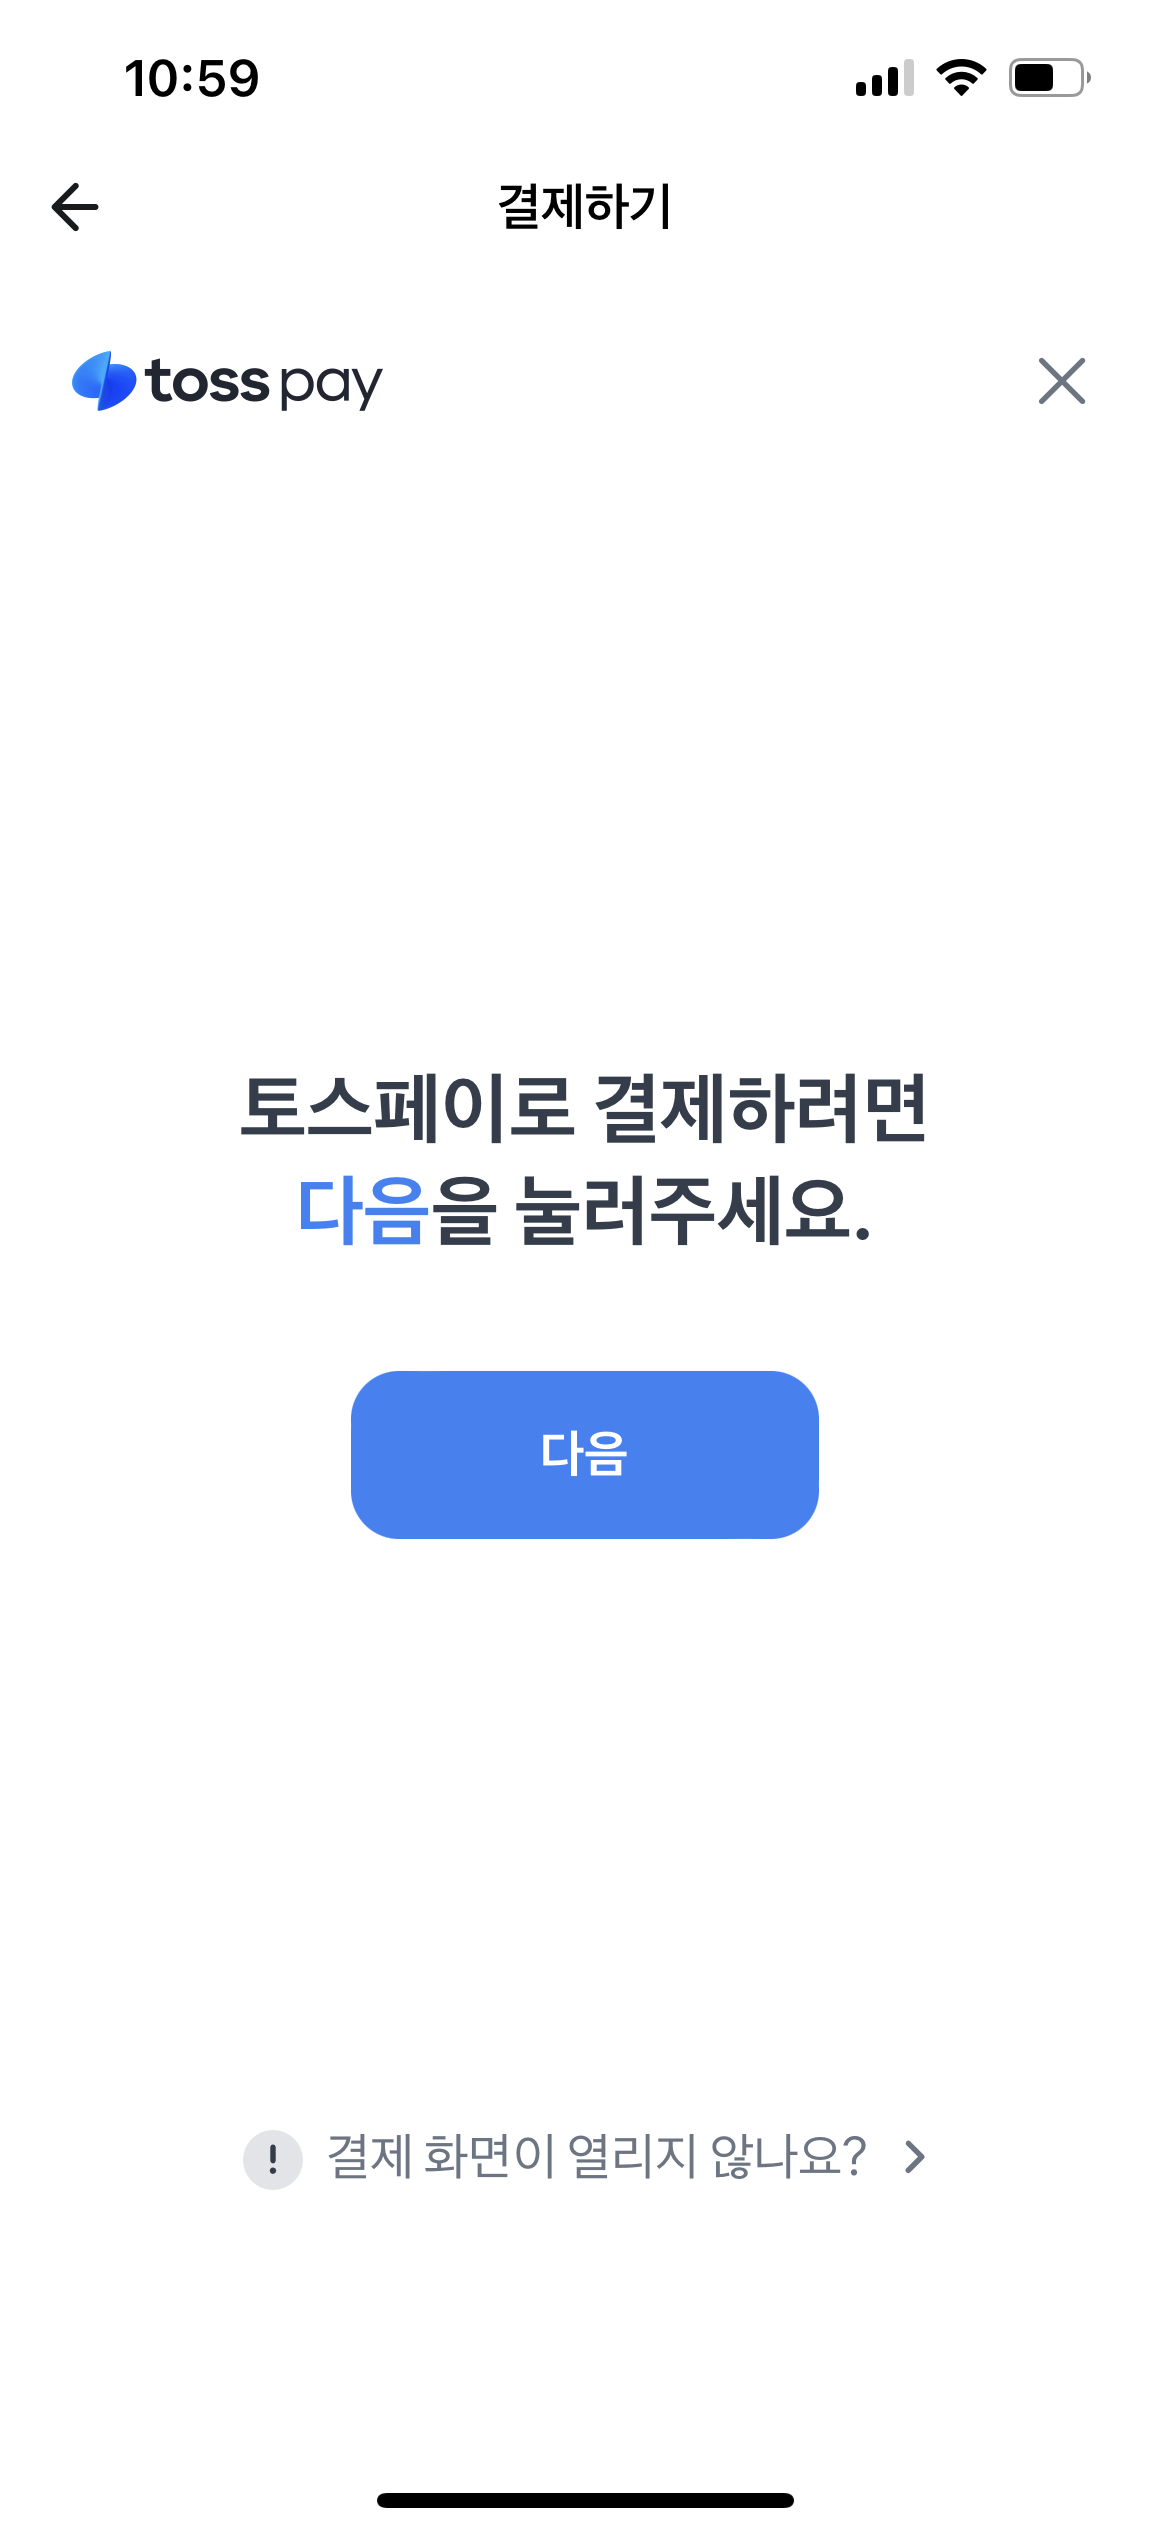 10:59
결제하기
toss pay
토스페이로 결제하려면
다음을 눌러주세요.
다음
결제 화면이 열리지 않나요?